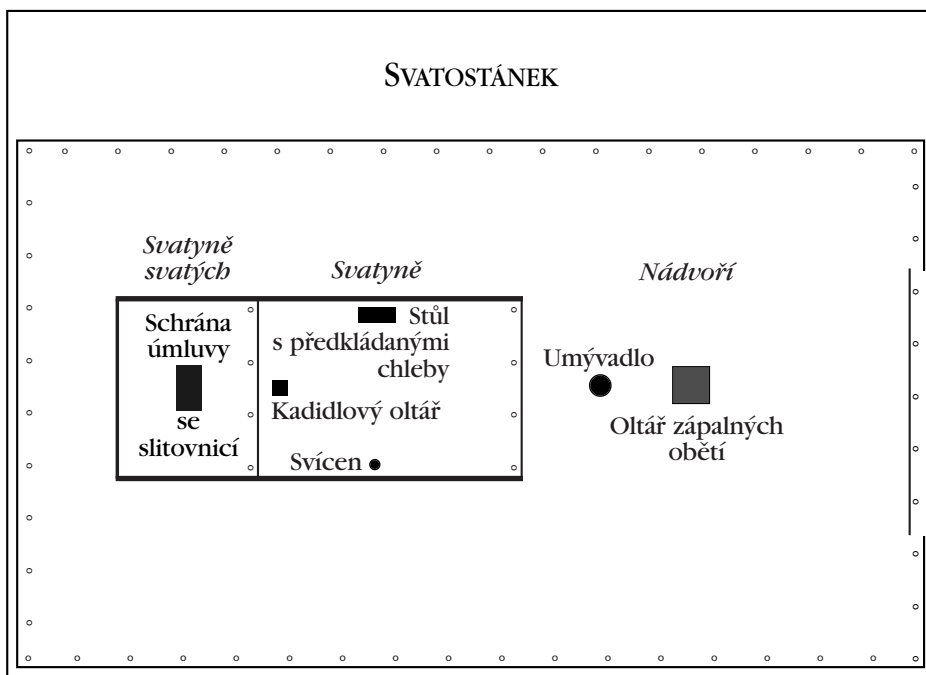 SVATOSTÁNEK
Svatyně
svatých
Svatyně
Nádvoří
Schrána
úmluvy
se
slitovnicí
Stůl
s předkládanými
chleby
Kadidlový oltář
Svícen
Umývadlo
Oltář zápalných
obětí